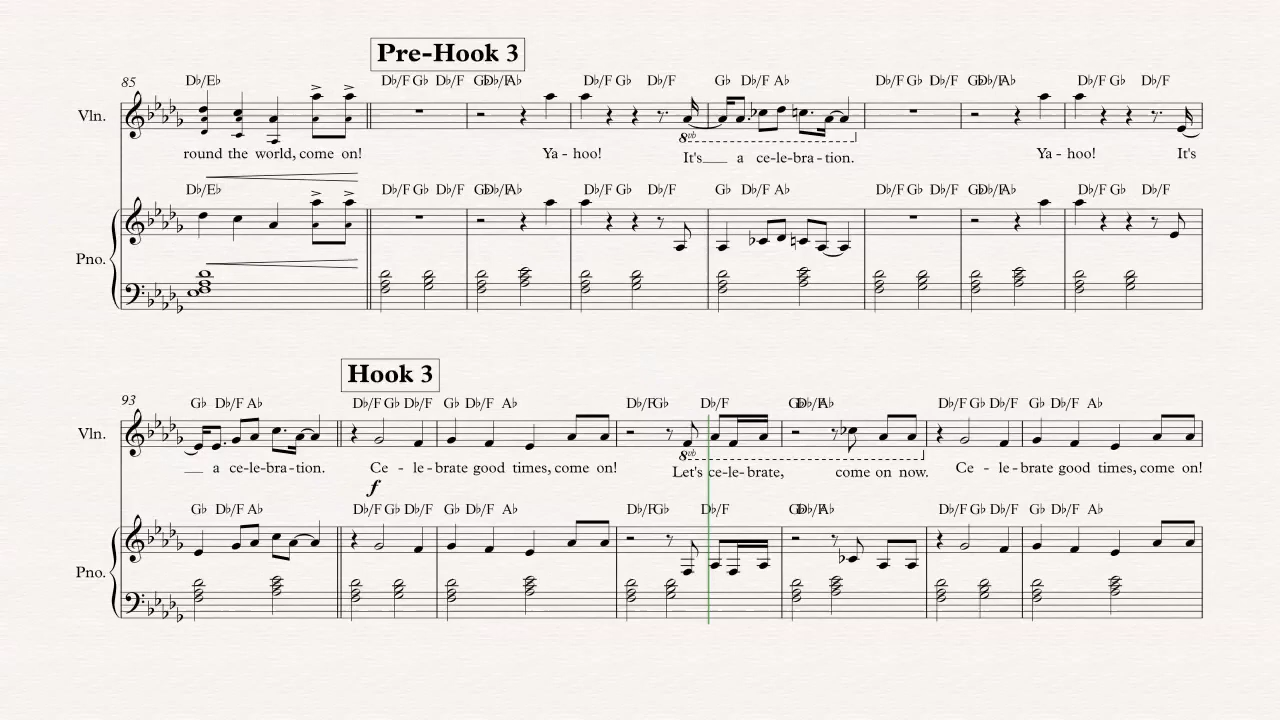 Pre-Hook 3
85 D♭/E♭ D♭/F G♭ D♭/F G♭ D♭/F A♭ D♭/F G♭ D♭/F G♭ D♭/F A♭ D♭/F G♭ D♭/F G♭ D♭/F A♭ D♭/F G♭ D♭/F
Vln.
8vb
round the world, come on! Ya - hoo! It's a ce-le-bra-tion. Ya - hoo! It's
D♭/E♭ D♭/F G♭ D♭/F G♭ D♭/F A♭ D♭/F G♭ D♭/F G♭ D♭/F A♭ D♭/F G♭ D♭/F G♭ D♭/F A♭ D♭/F G♭ D♭/F
Pno.
Hook 3
93 G♭ D♭/F A♭ D♭/F G♭ D♭/F G♭ D♭/F A♭ D♭/F G♭ D♭/F G♭ D♭/F A♭ D♭/F G♭ D♭/F G♭ D♭/F A♭
Vln.
8vb
a ce-le-bra-tion. Ce - le-brate good times, come on! Let's ce-le-brate, come on now. Ce - le-brate good times, come on!
f
G♭ D♭/F A♭ D♭/F G♭ D♭/F G♭ D♭/F A♭ D♭/F G♭ D♭/F G♭ D♭/F A♭ D♭/F G♭ D♭/F G♭ D♭/F A♭
Pno.